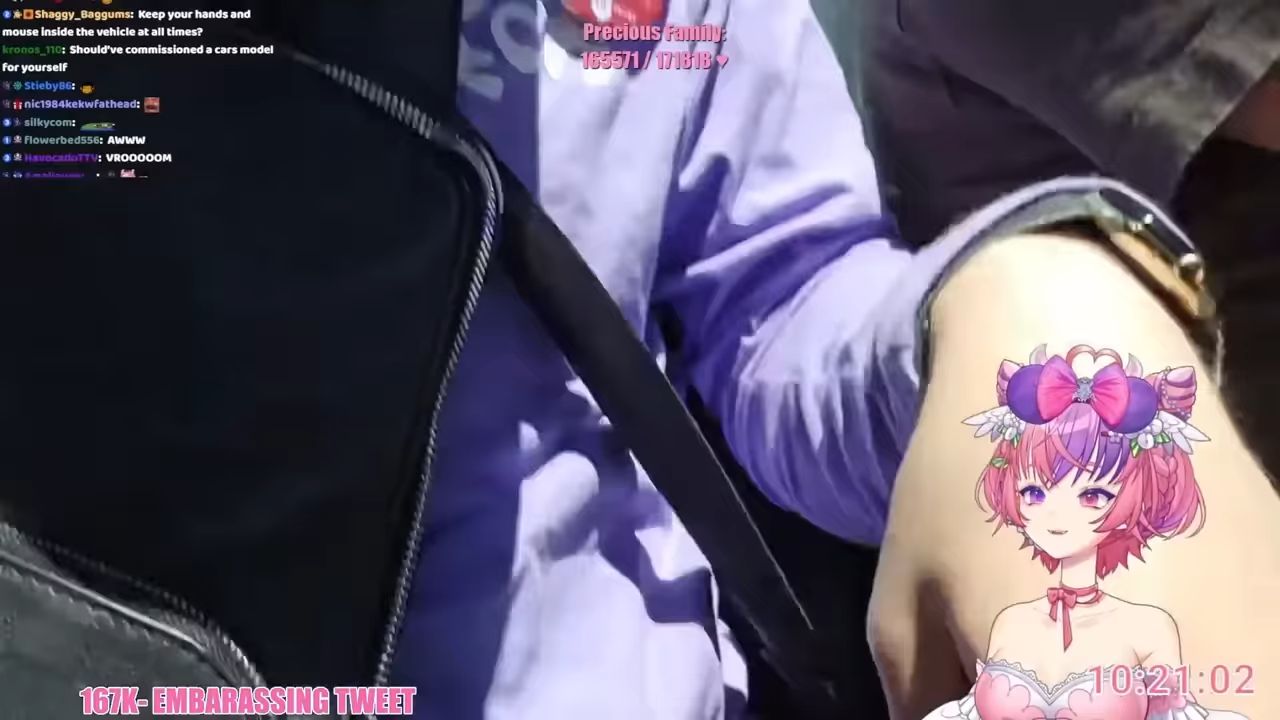 Shaggy_Baggums: Keep your hands and
mouse inside the vehicle at all times?
kronos_110: Should've commissioned a cars model
for yourself
Stieby86:
nic1984kekwfathead:
silkycom:
flowerbed556: AWWW
HavocadoTTV: VROOOOM
Precious Family:
165571 / 171818 ♥
167K- EMBARASSING TWEET
10:21:02